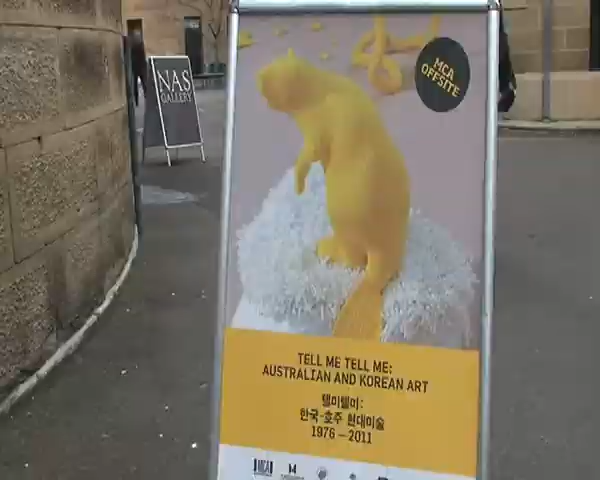 NAS
GALLERY
MCA
OFFSITE
TELL ME TELL ME:
AUSTRALIAN AND KOREAN ART
텔미텔미:
한국-호주 현대미술
1976 – 2011
MCA